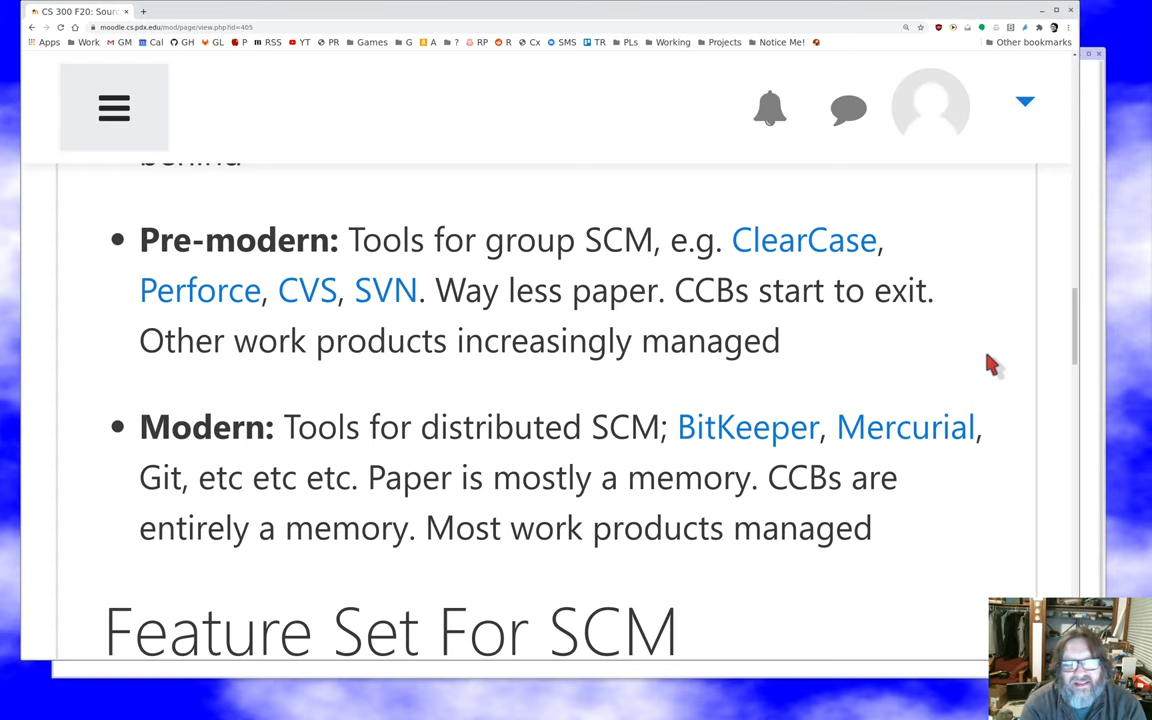 CS 300 F20: Sourc
moodle.cs.pdx.edu/mod/page/view.php?id=405
Apps Work GM Cal GH GL P RSS YT PR Games G A ? RP R Cx SMS TR PLs Working Projects Notice Me! Other bookmarks
behind
• Pre-modern: Tools for group SCM, e.g. ClearCase,
Perforce, CVS, SVN. Way less paper. CCBs start to exit.
Other work products increasingly managed
• Modern: Tools for distributed SCM; BitKeeper, Mercurial,
Git, etc etc etc. Paper is mostly a memory. CCBs are
entirely a memory. Most work products managed
Feature Set For SCM